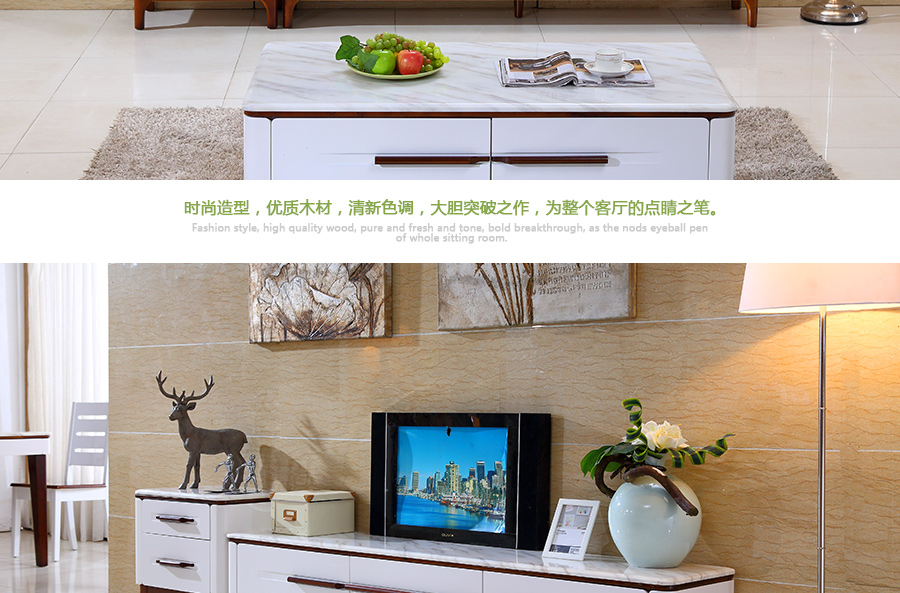 时尚造型，优质木材，清新色调，大胆突破之作，为整个客厅的点睛之笔。
Fashion style, high quality wood, pure and fresh and tone, bold breakthrough, as the nods eyeball pen
of whole sitting room.